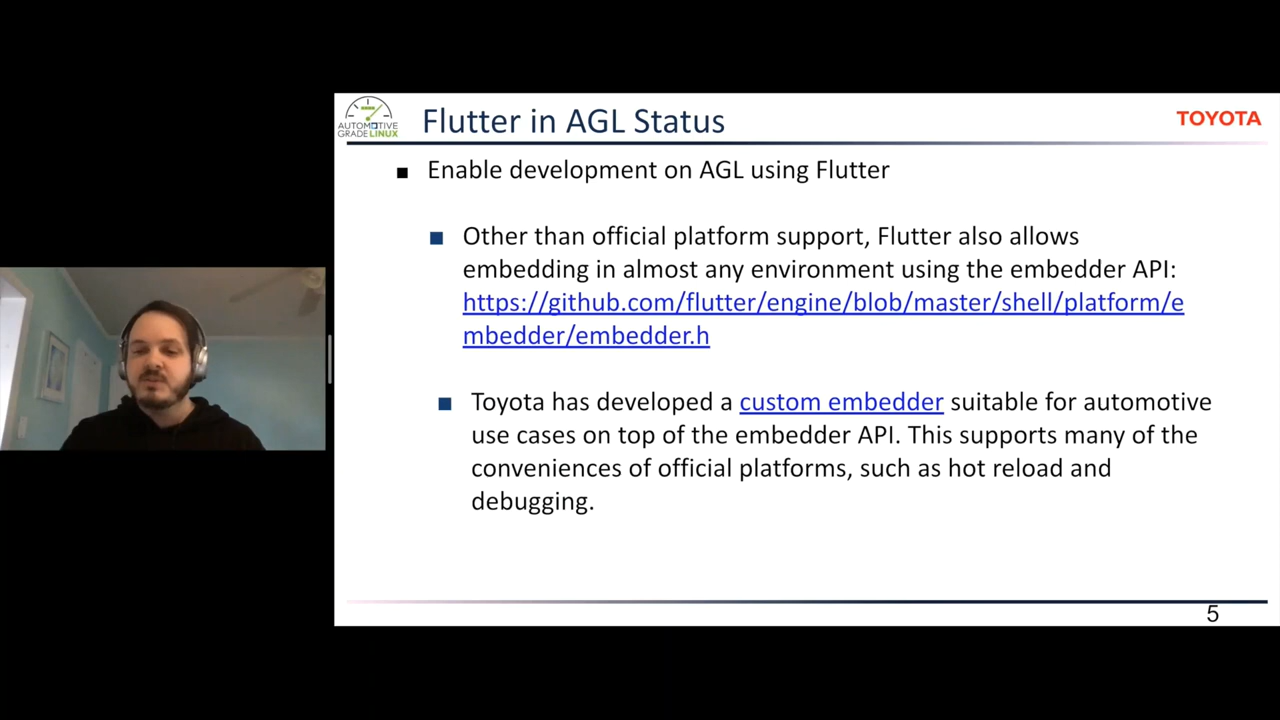 AUTOMOTIVE
GRADELINUX
Flutter in AGL Status
TOYOTA
Enable development on AGL using Flutter
Other than official platform support, Flutter also allows
embedding in almost any environment using the embedder API:
https://github.com/flutter/engine/blob/master/shell/platform/e
mbedder/embedder.h
Toyota has developed a custom embedder suitable for automotive
use cases on top of the embedder API. This supports many of the
conveniences of official platforms, such as hot reload and
debugging.
5